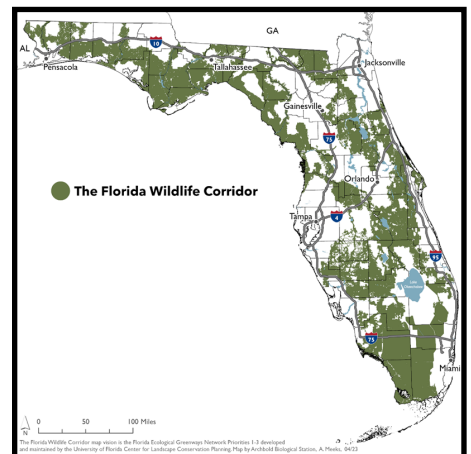 GA
AL
10
Pensacola
Tallahassee
Jacksonville
Gainesville
75
Orlando
The Florida Wildlife Corridor
Tampa
4
95
Lake
Okeechobee
75
Miami
N
0 50 100 Miles
The Florida Wildlife Corridor map vision is the Florida Ecological Greenways Network Priorities 1-3 developed
and maintained by the University of Florida Center for Landscape Conservation Planning. Map by Archbold Biological Station, A. Meeks, 04/23